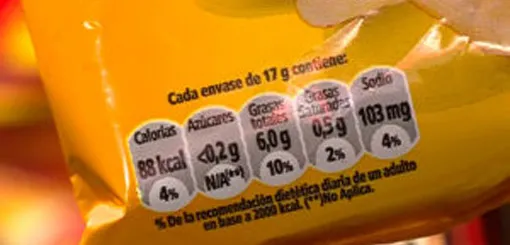 Cada envase de 17 g contiene:
Calorías Azúcares Grasas totales Grasas Saturadas Sodio
88 kcal <0,2 g 6,0 g 0,5 g 103 mg
4% N/A(**) 10% 2% 4%
% De la recomendación dietética diaria de un adulto
en base a 2000 kcal. (**)No Aplica.